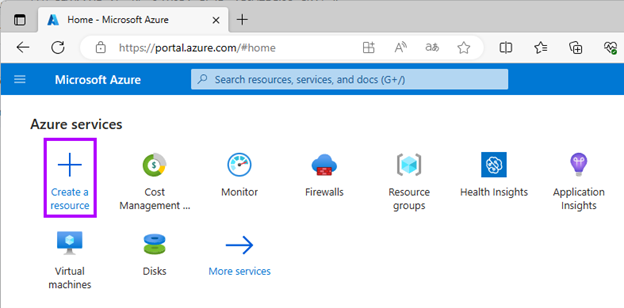 Home - Microsoft Azure
https://portal.azure.com/#home
Microsoft Azure
Search resources, services, and docs (G+/)
Azure services
Create a
resource
Cost
Management ...
Monitor
Firewalls
Resource
groups
Health Insights
Application
Insights
Virtual
machines
Disks
More services